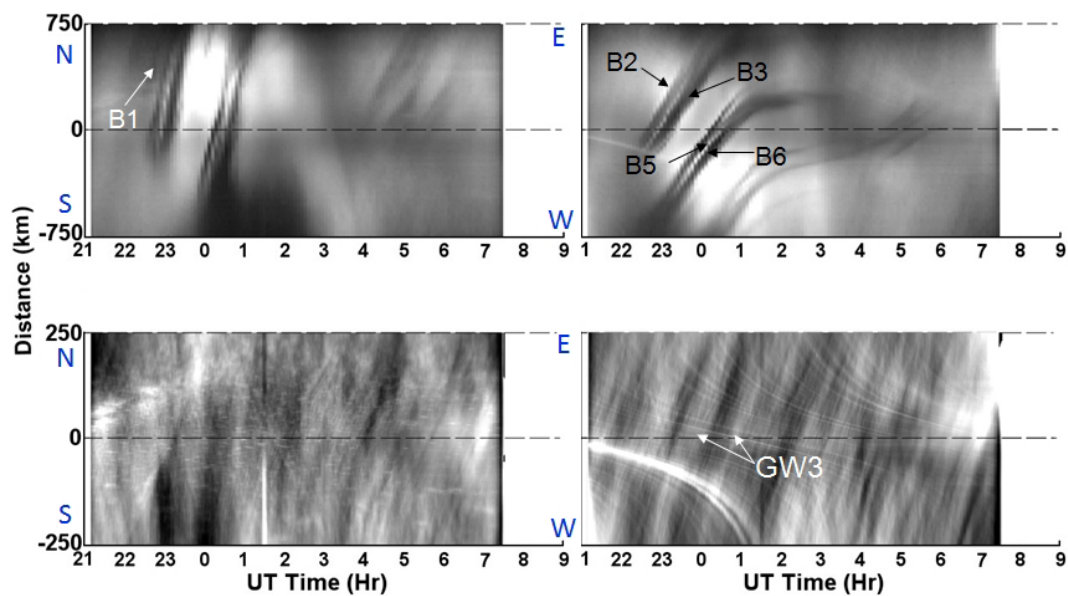 750
N
B1
0
S
-750
21 22 23 0 1 2 3 4 5 6 7 8 9
E
B2
B3
B5
B6
W
1 22 23 0 1 2 3 4 5 6 7 8 9
Distance (km)
250
N
0
S
-250
21 22 23 0 1 2 3 4 5 6 7 8 9
UT Time (Hr)
E
GW3
W
1 22 23 0 1 2 3 4 5 6 7 8 9
UT Time (Hr)